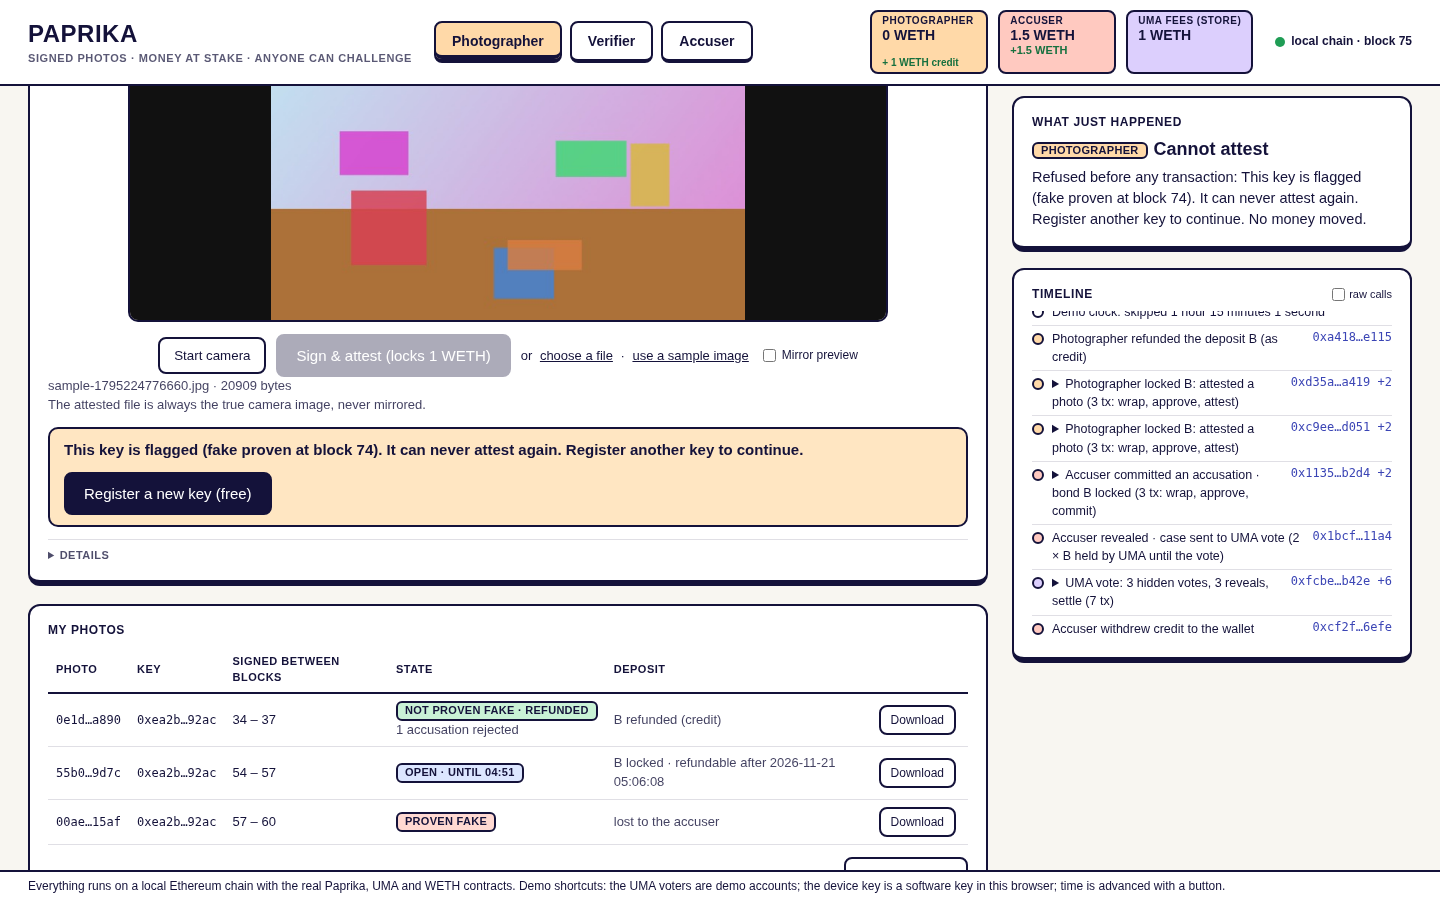 PAPRIKA
SIGNED PHOTOS · MONEY AT STAKE · ANYONE CAN CHALLENGE
Photographer
Verifier
Accuser
PHOTOGRAPHER
0 WETH
+ 1 WETH credit
ACCUSER
1.5 WETH
+1.5 WETH
UMA FEES (STORE)
1 WETH
local chain · block 75
Start camera
Sign & attest (locks 1 WETH)
or choose a file · use a sample image
Mirror preview
sample-1795224776660.jpg · 20909 bytes
The attested file is always the true camera image, never mirrored.
This key is flagged (fake proven at block 74). It can never attest again. Register another key to continue.
Register a new key (free)
DETAILS
MY PHOTOS
PHOTO KEY SIGNED BETWEEN BLOCKS STATE DEPOSIT
0e1d…a890 0xea2b…92ac 34 – 37 NOT PROVEN FAKE · REFUNDED B refunded (credit) Download
1 accusation rejected
55b0…9d7c 0xea2b…92ac 54 – 57 OPEN · UNTIL 04:51 B locked · refundable after 2026-11-21 05:06:08 Download
00ae…15af 0xea2b…92ac 57 – 60 PROVEN FAKE lost to the accuser Download
WHAT JUST HAPPENED
PHOTOGRAPHER Cannot attest
Refused before any transaction: This key is flagged
(fake proven at block 74). It can never attest again.
Register another key to continue. No money moved.
TIMELINE
raw calls
Demo clock: skipped 1 hour 15 minutes 1 second
Photographer refunded the deposit B (as 0xa418…e115
credit)
Photographer locked B: attested a 0xd35a…a419 +2
photo (3 tx: wrap, approve, attest)
Photographer locked B: attested a 0xc9ee…d051 +2
photo (3 tx: wrap, approve, attest)
Accuser committed an accusation · 0x1135…b2d4 +2
bond B locked (3 tx: wrap, approve,
commit)
Accuser revealed · case sent to UMA vote (2 0x1bcf…11a4
× B held by UMA until the vote)
UMA vote: 3 hidden votes, 3 reveals, 0xfcbe…b42e +6
settle (7 tx)
Accuser withdrew credit to the wallet 0xcf2f…6efe
Everything runs on a local Ethereum chain with the real Paprika, UMA and WETH contracts. Demo shortcuts: the UMA voters are demo accounts; the device key is a software key in this browser; time is advanced with a button.